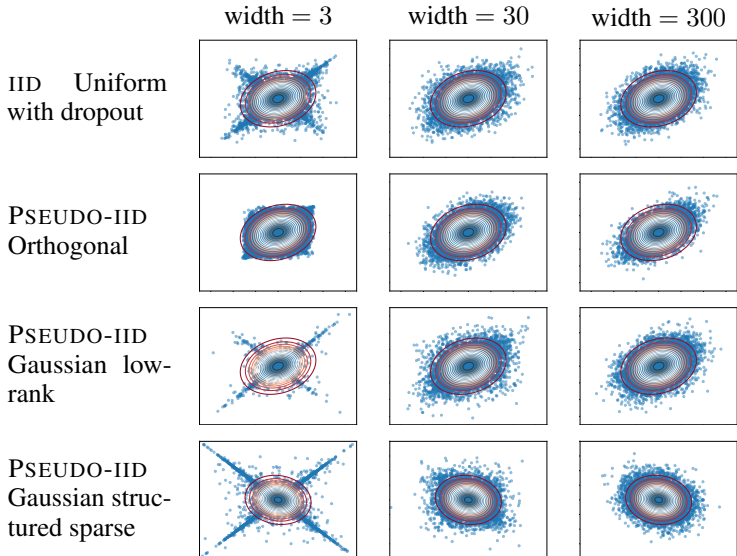 width = 3
width = 30
width = 300
IID Uniform
with dropout
PSEUDO-IID
Orthogonal
PSEUDO-IID
Gaussian low-
rank
PSEUDO-IID
Gaussian struc-
tured sparse